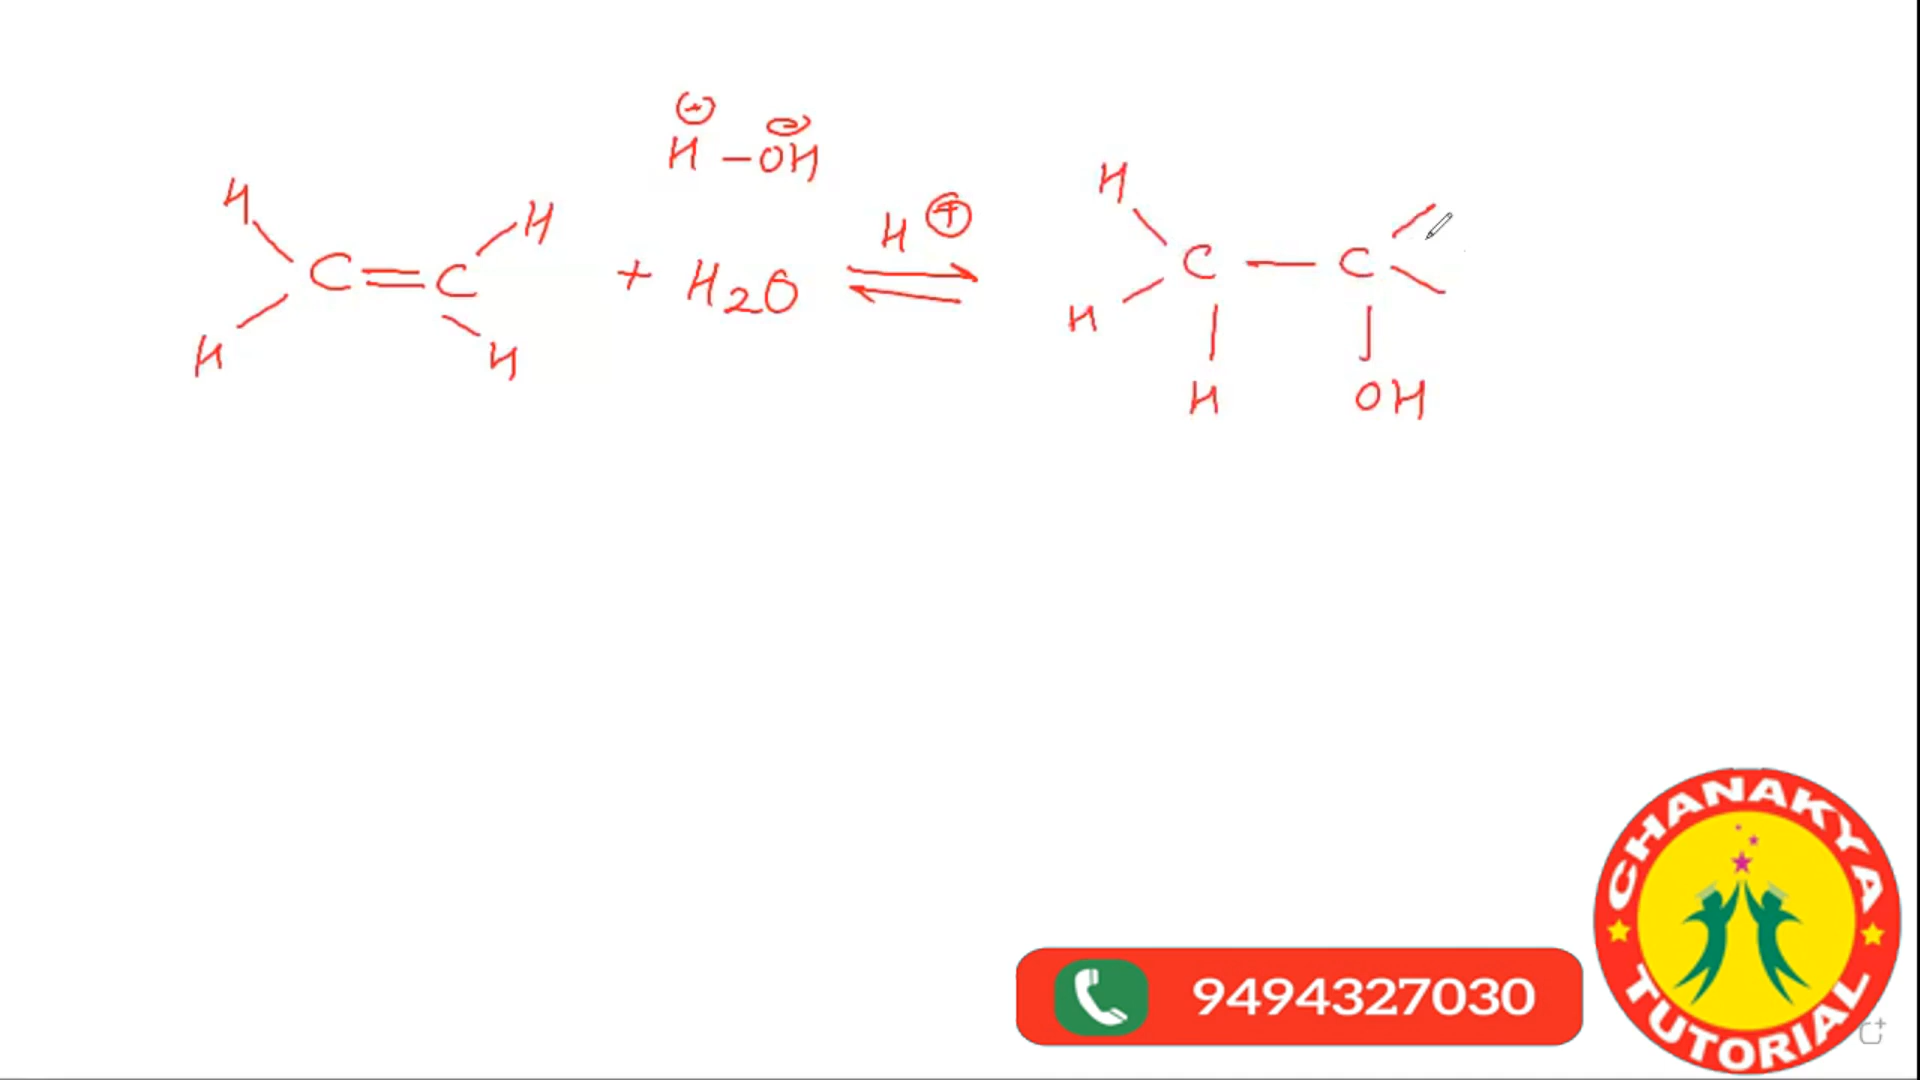 H ⊕ H – OH ⊖
H H C = C H H + H2O ⇌ H ⊕
H H C — C
H OH
9494327030
CHANAKYA TUTORIAL